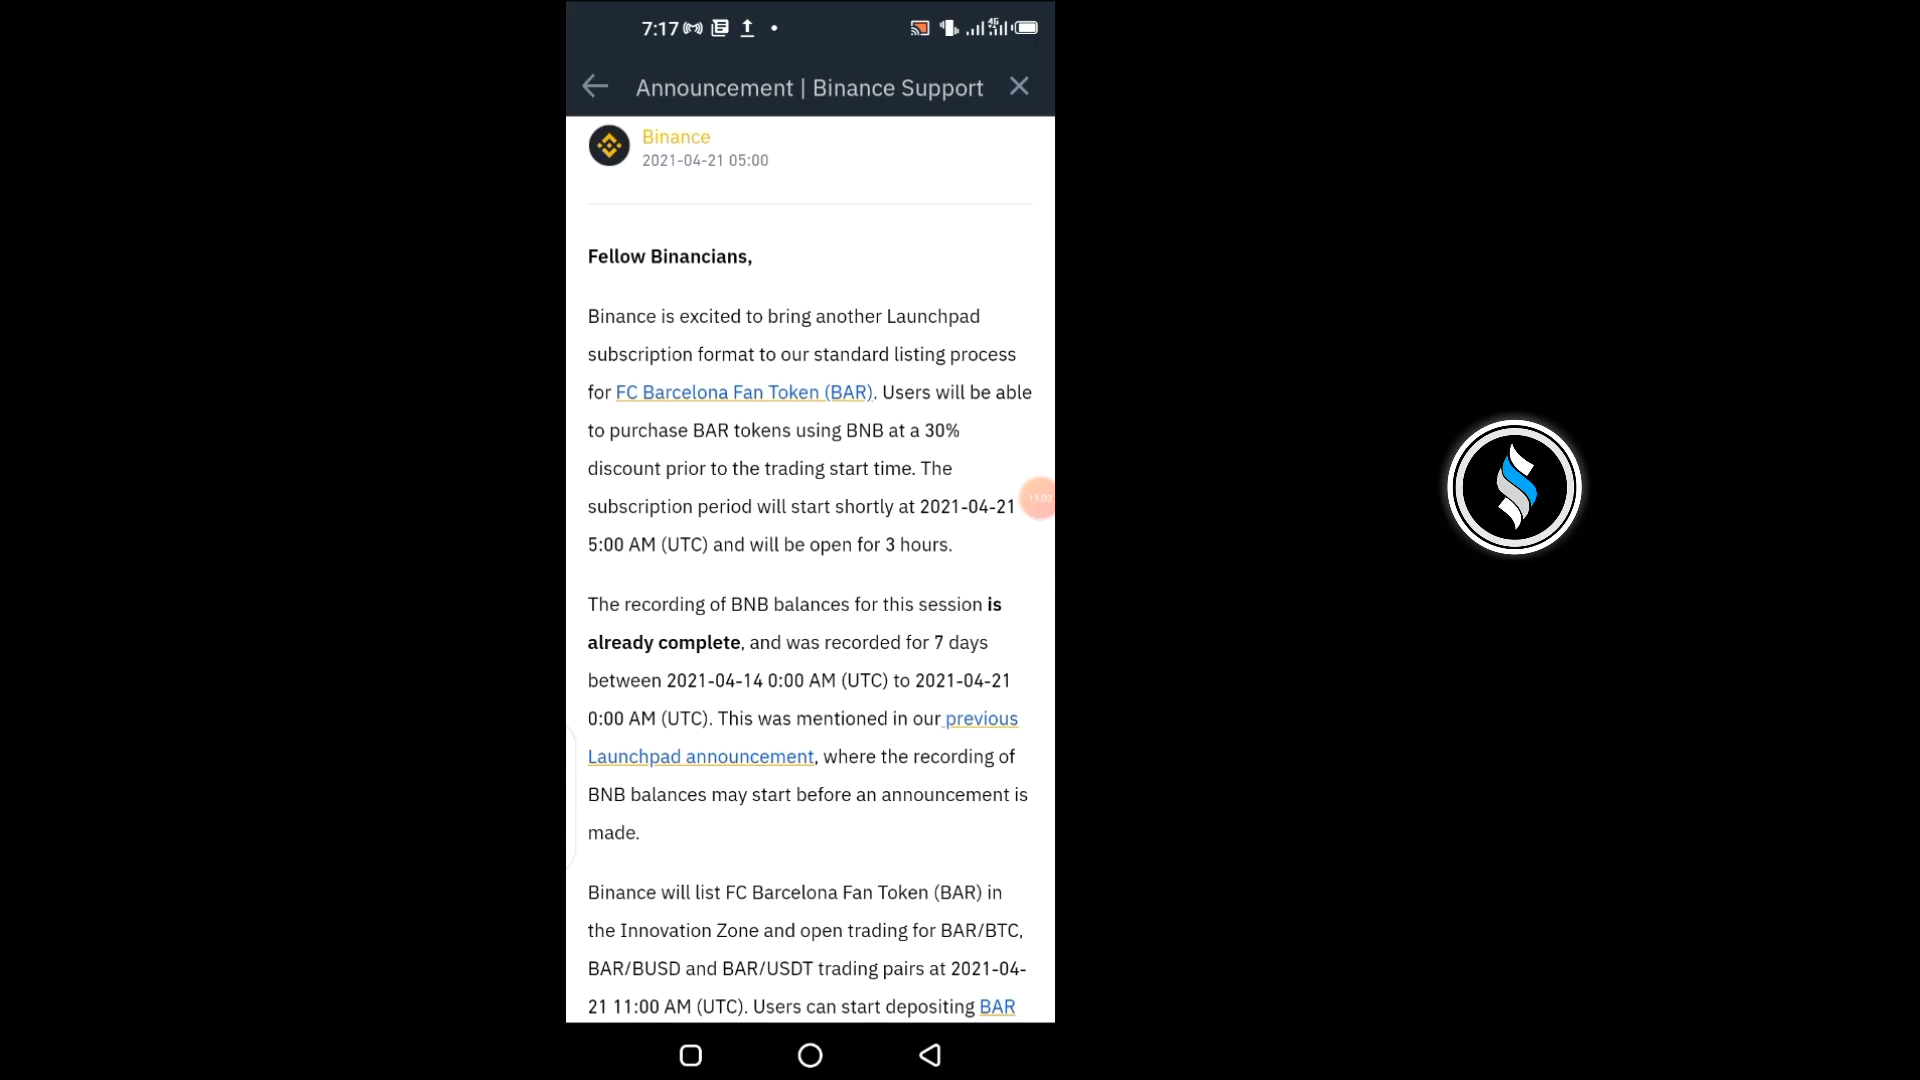 7:17
4G
Announcement | Binance Support
Binance
2021-04-21 05:00
Fellow Binancians,
Binance is excited to bring another Launchpad
subscription format to our standard listing process
for FC Barcelona Fan Token (BAR). Users will be able
to purchase BAR tokens using BNB at a 30%
discount prior to the trading start time. The
subscription period will start shortly at 2021-04-21
11:09
5:00 AM (UTC) and will be open for 3 hours.
The recording of BNB balances for this session is
already complete, and was recorded for 7 days
between 2021-04-14 0:00 AM (UTC) to 2021-04-21
0:00 AM (UTC). This was mentioned in our previous
Launchpad announcement, where the recording of
BNB balances may start before an announcement is
made.
Binance will list FC Barcelona Fan Token (BAR) in
the Innovation Zone and open trading for BAR/BTC,
BAR/BUSD and BAR/USDT trading pairs at 2021-04-
21 11:00 AM (UTC). Users can start depositing BAR